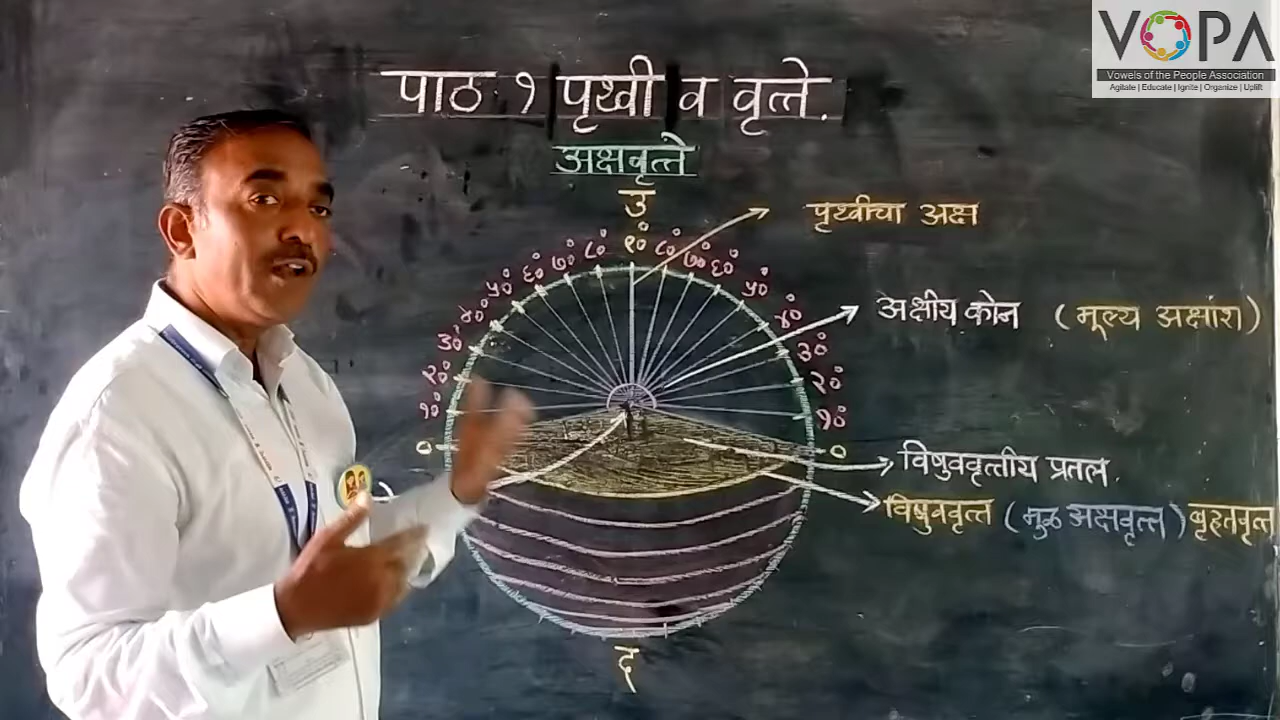 VOPA
Vowels of the People Association
Agitate | Educate | Ignite | Organize | Uplift
पाठ १ पृथ्वी व वृत्ते.
अक्षवृत्ते
उ
९०°
८०° ८०°
७०° ७०°
६०° ६०°
५०° ५०°
४०° ४०°
३०° ३०°
२०° २०°
१०° १०°
० ०
पृथ्वीचा अक्ष
अक्षीय कोन (मूल्य अक्षांश)
विषुववृत्तीय प्रतल.
विषुववृत्त (मुळ अक्षवृत्त) बृहतवृत्त
द